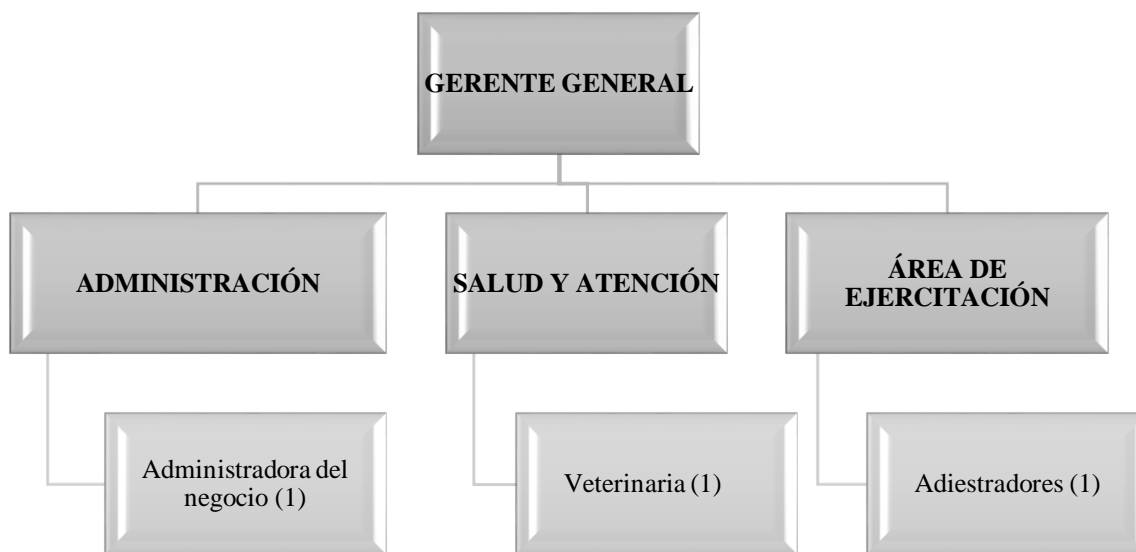 GERENTE GENERAL
ADMINISTRACIÓN
SALUD Y ATENCIÓN
ÁREA DE
EJERCITACIÓN
Administradora del
negocio (1)
Veterinaria (1)
Adiestradores (1)